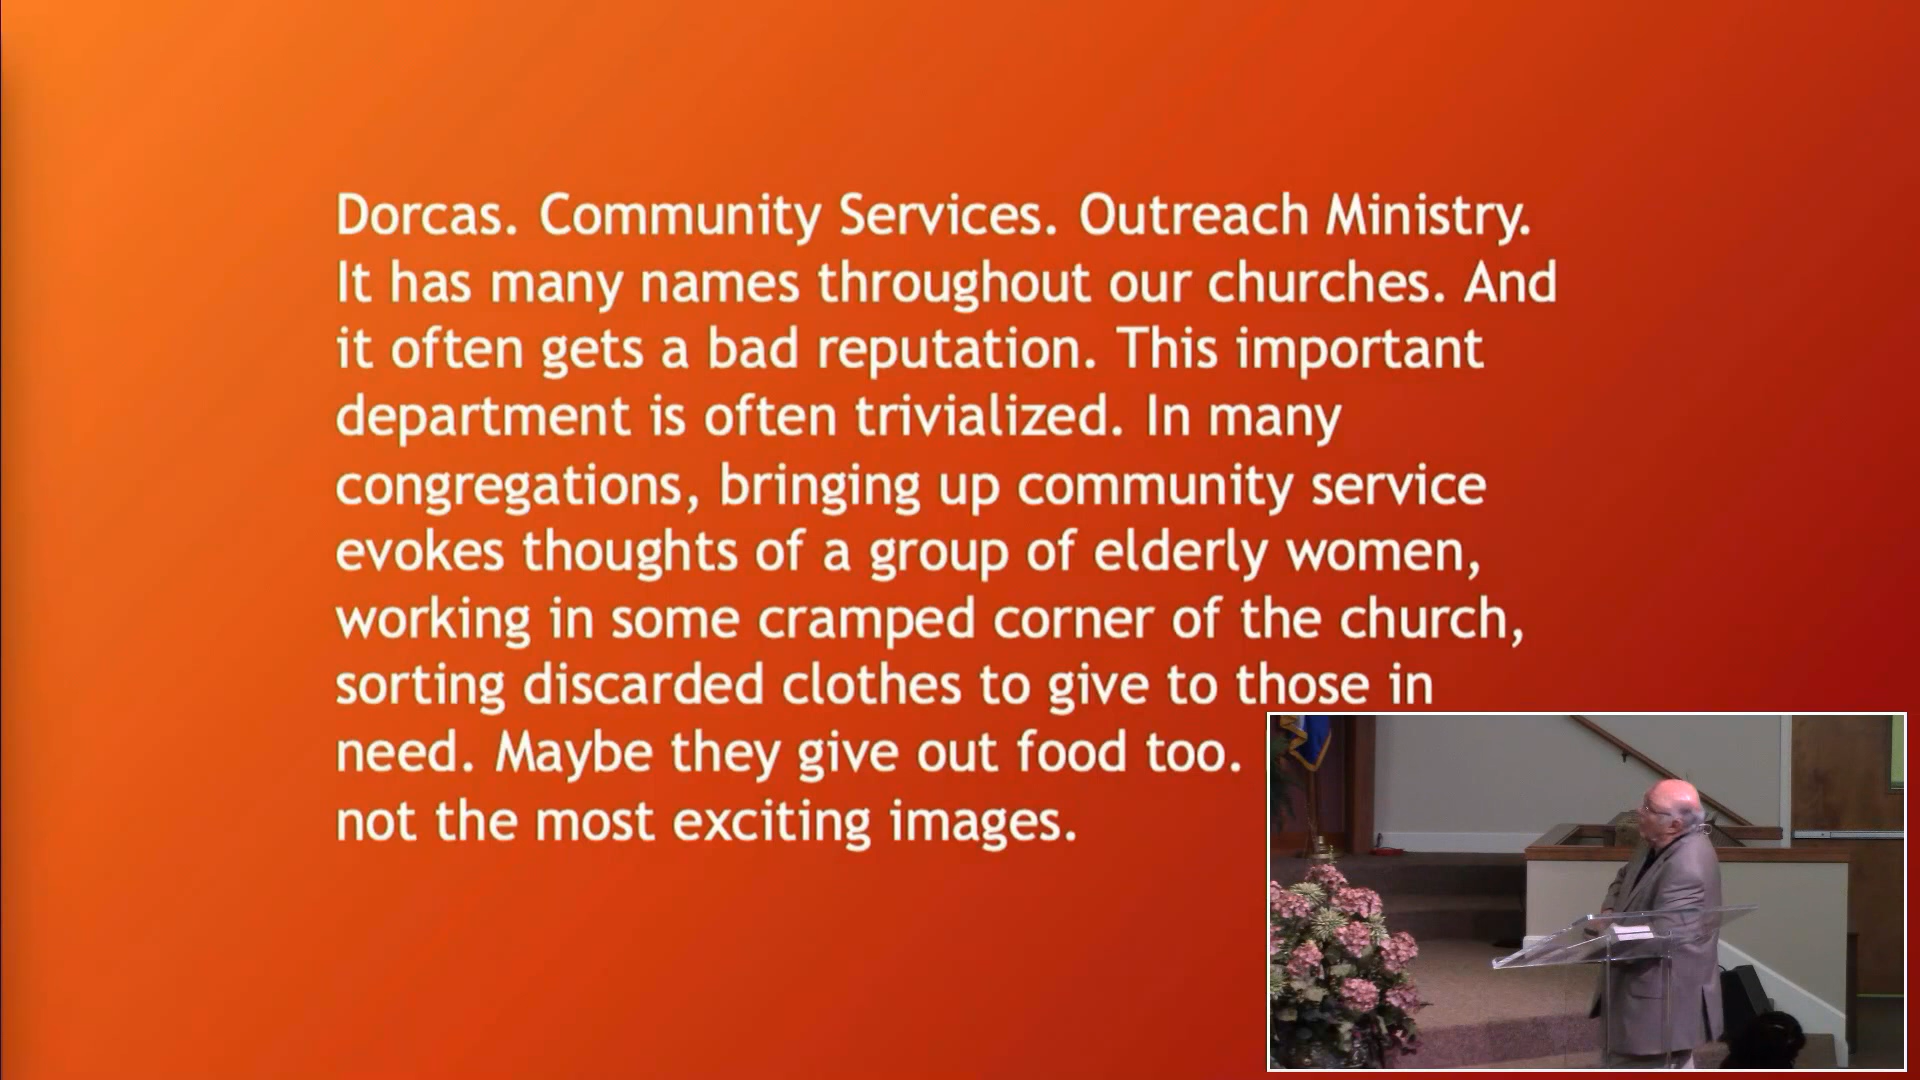 Dorcas. Community Services. Outreach Ministry.
It has many names throughout our churches. And
it often gets a bad reputation. This important
department is often trivialized. In many
congregations, bringing up community service
evokes thoughts of a group of elderly women,
working in some cramped corner of the church,
sorting discarded clothes to give to those in
need. Maybe they give out food too.
not the most exciting images.